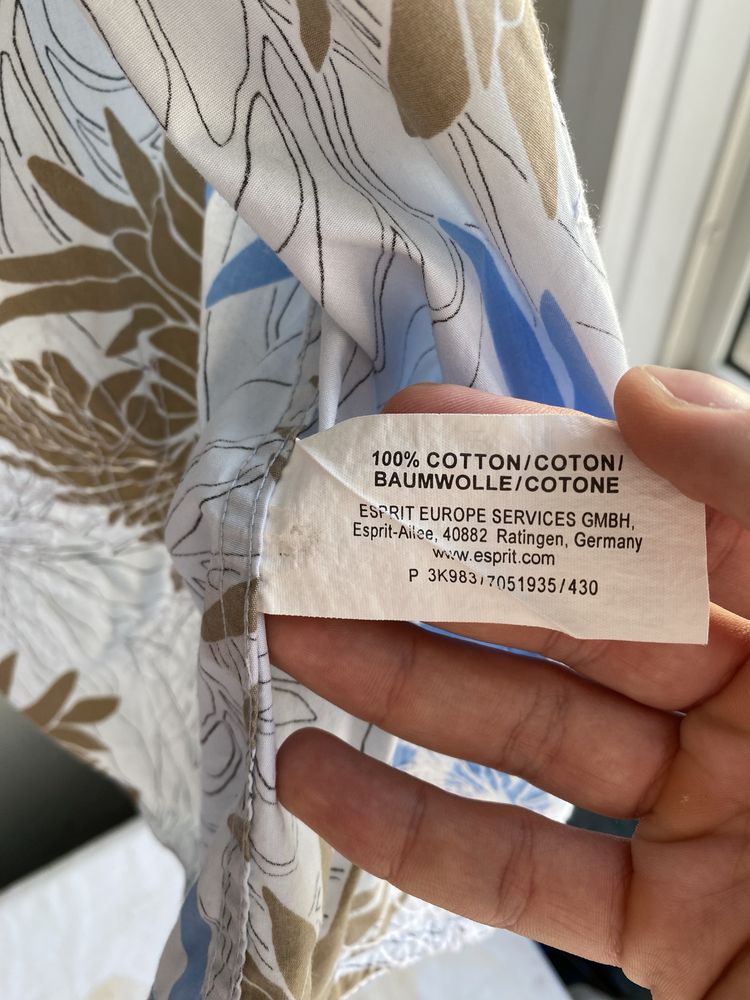 100% COTTON/COTON/
BAUMWOLLE/COTONE
ESPRIT EUROPE SERVICES GMBH,
Esprit-Allee, 40882 Ratingen, Germany
www.esprit.com
P 3K983/7051935/430